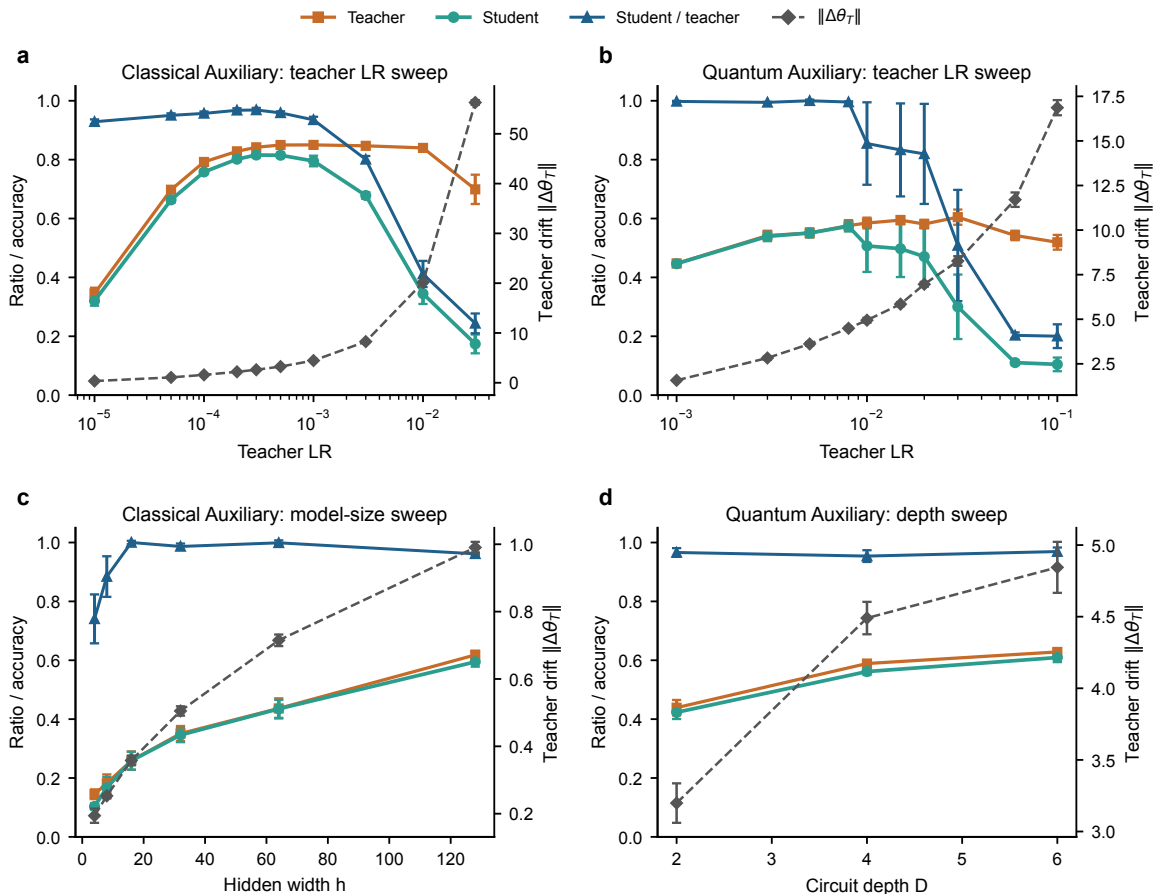 Teacher
Student
Student / teacher
‖Δθ_T‖
a
Classical Auxiliary: teacher LR sweep
1.0
0.8
0.6
0.4
0.2
0.0
Ratio / accuracy
50
40
30
20
10
0
Teacher drift ‖Δθ_T‖
10⁻⁵
10⁻⁴
10⁻³
10⁻²
Teacher LR
b
Quantum Auxiliary: teacher LR sweep
1.0
0.8
0.6
0.4
0.2
0.0
Ratio / accuracy
17.5
15.0
12.5
10.0
7.5
5.0
2.5
Teacher drift ‖Δθ_T‖
10⁻³
10⁻²
10⁻¹
Teacher LR
c
Classical Auxiliary: model-size sweep
1.0
0.8
0.6
0.4
0.2
0.0
Ratio / accuracy
1.0
0.8
0.6
0.4
0.2
Teacher drift ‖Δθ_T‖
0
20
40
60
80
100
120
Hidden width h
d
Quantum Auxiliary: depth sweep
1.0
0.8
0.6
0.4
0.2
0.0
Ratio / accuracy
5.0
4.5
4.0
3.5
3.0
Teacher drift ‖Δθ_T‖
2
3
4
5
6
Circuit depth D